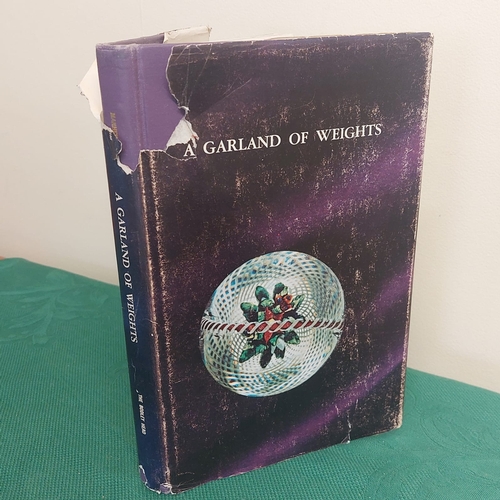 A GARLAND OF WEIGHTS
A GARLAND OF WEIGHTS
THE BODLEY HEAD